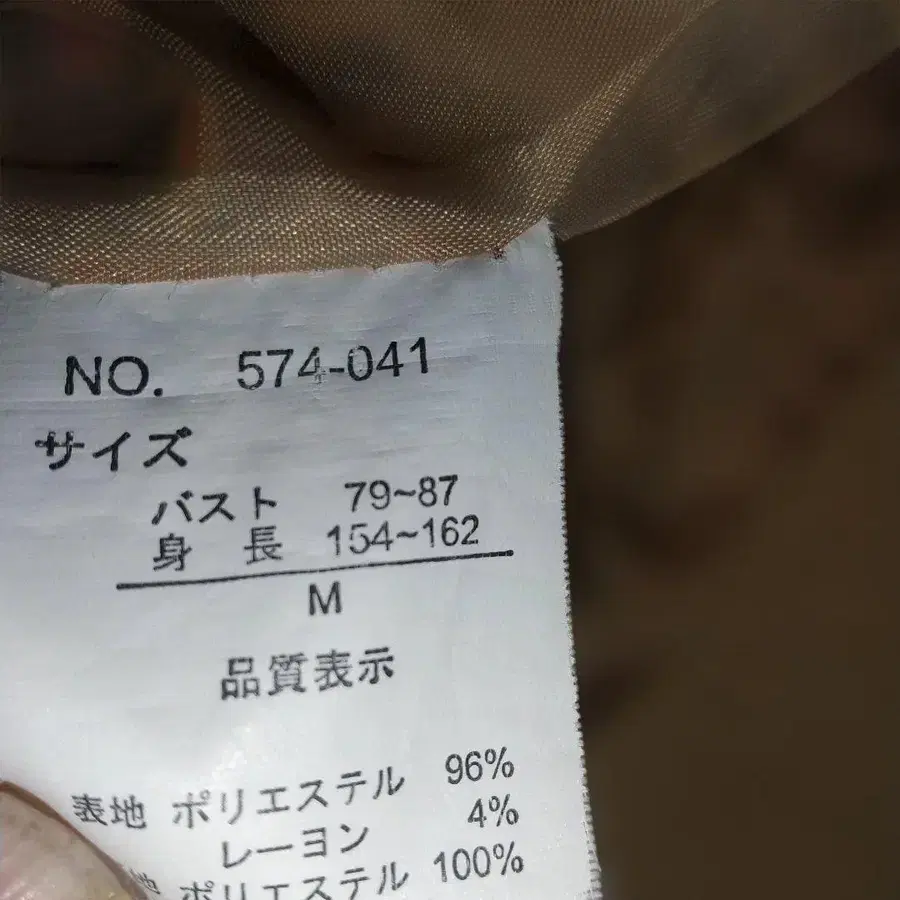 NO. 574-041
サイズ
バスト 79~87
身 長 154~162
M
品質表示
表地 ポリエステル 96%
レーヨン 4%
地 ポリエステル 100%